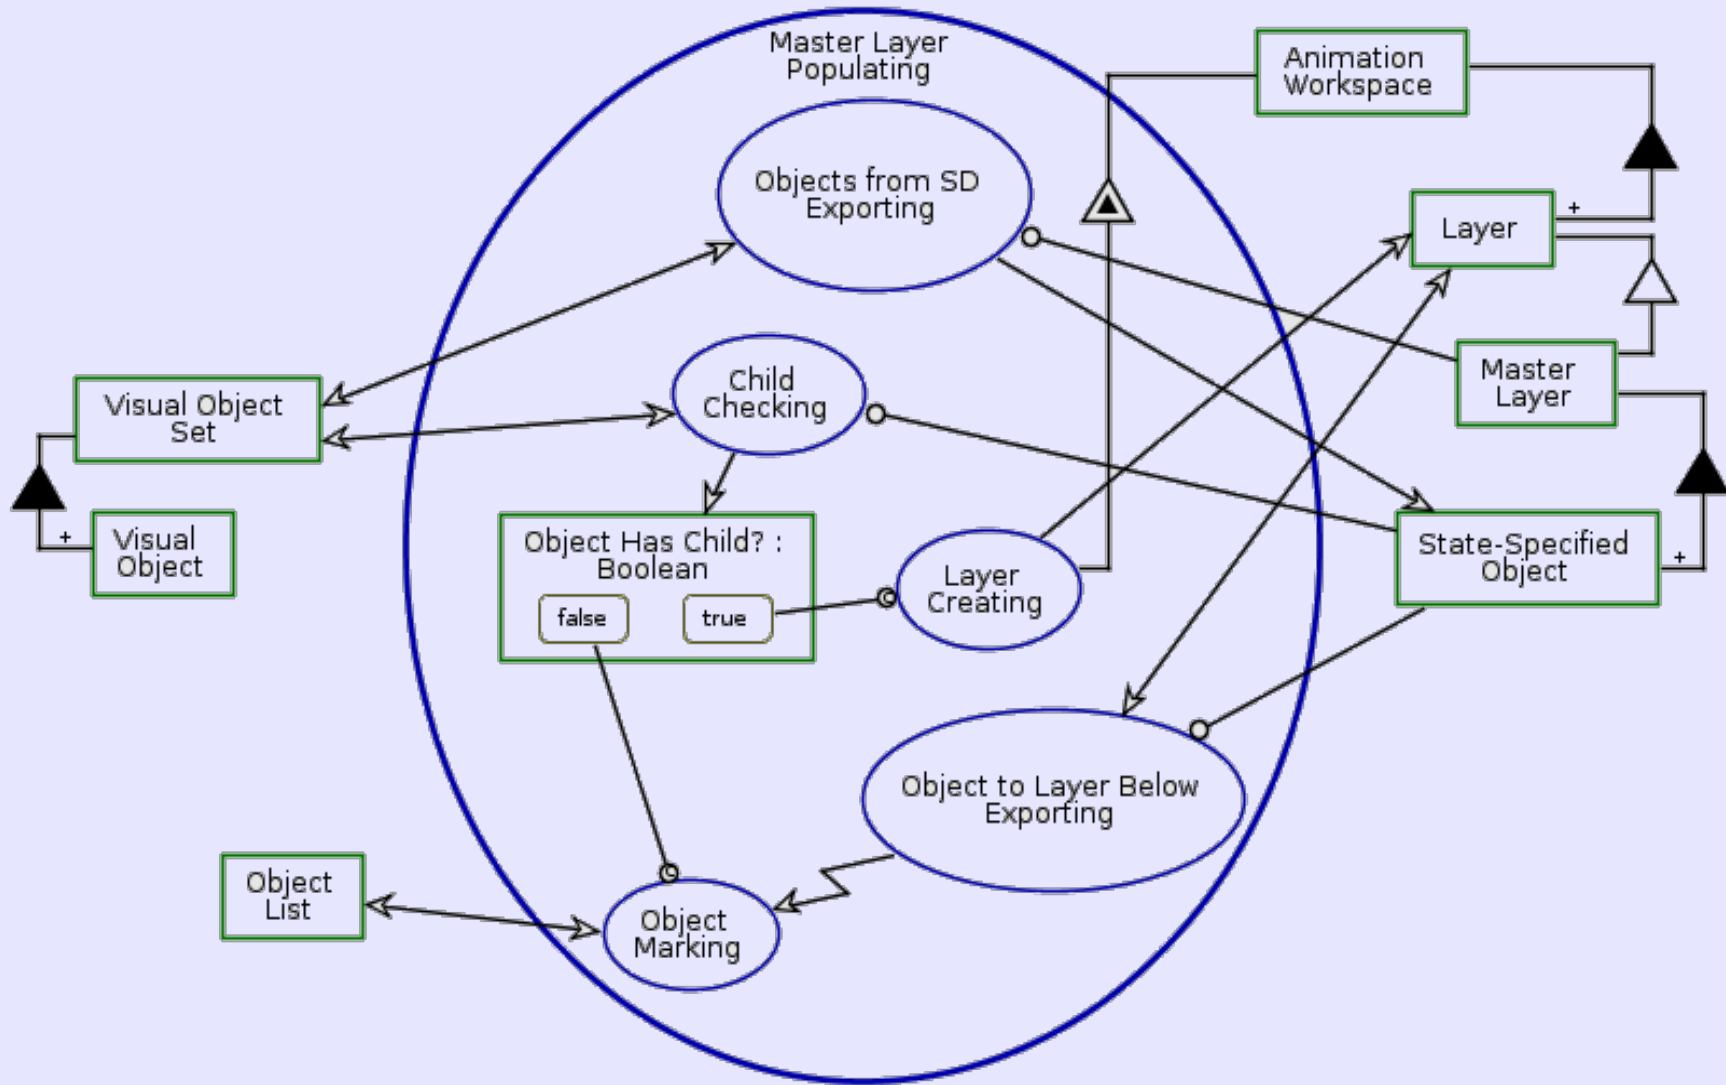 Master Layer
Populating
Animation
Workspace
Objects from SD
Exporting
+
Layer
Master
Layer
Child
Checking
Visual Object
Set
+
Visual
Object
Object Has Child? :
Boolean
false
true
Layer
Creating
State-Specified
Object
+
Object to Layer Below
Exporting
Object
List
Object
Marking
c
c